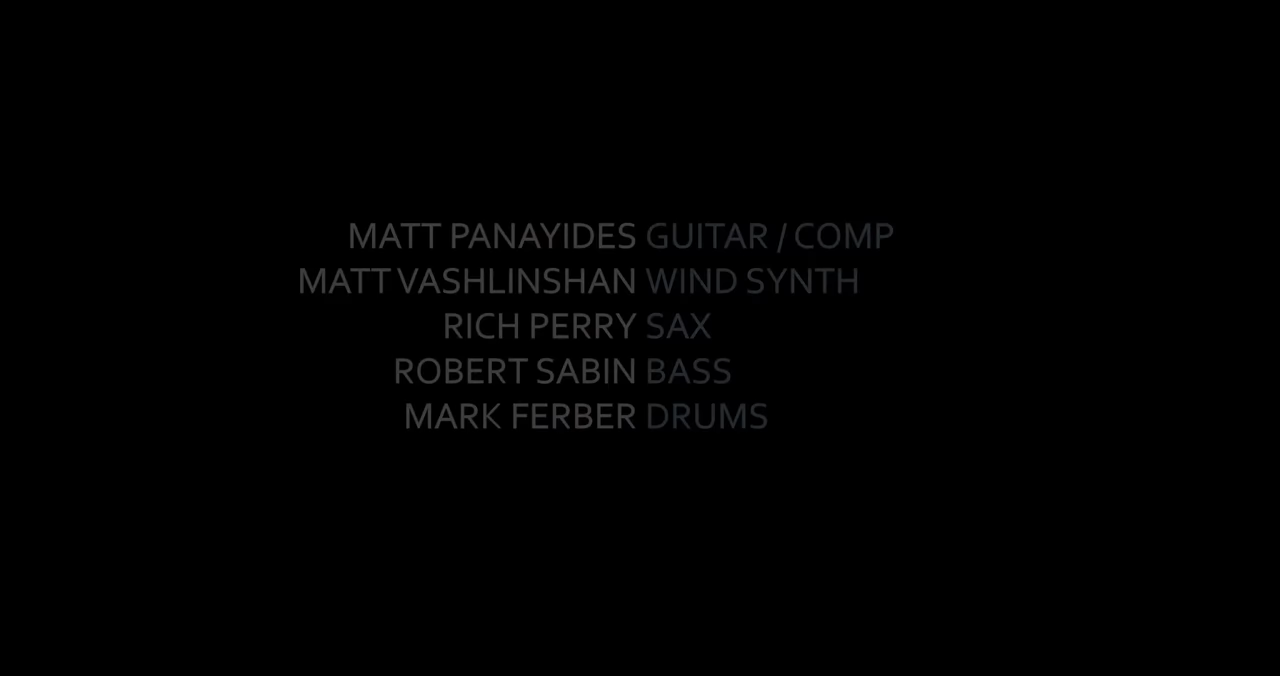 MATT PANAYIDES GUITAR / COMP
MATT VASHLINSHAN WIND SYNTH
RICH PERRY SAX
ROBERT SABIN BASS
MARK FERBER DRUMS